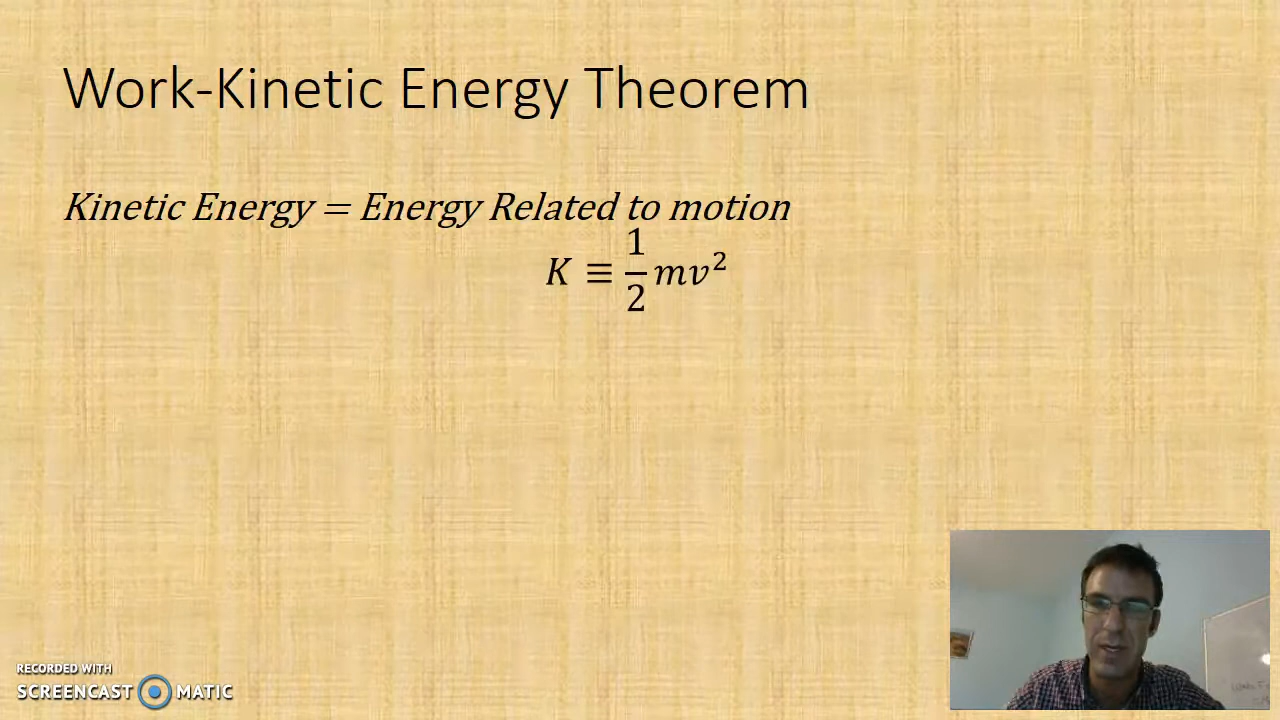 Work-Kinetic Energy Theorem
Kinetic Energy = Energy Related to motion
K ≡ 1/2 mv²
RECORDED WITH
SCREENCAST MATIC